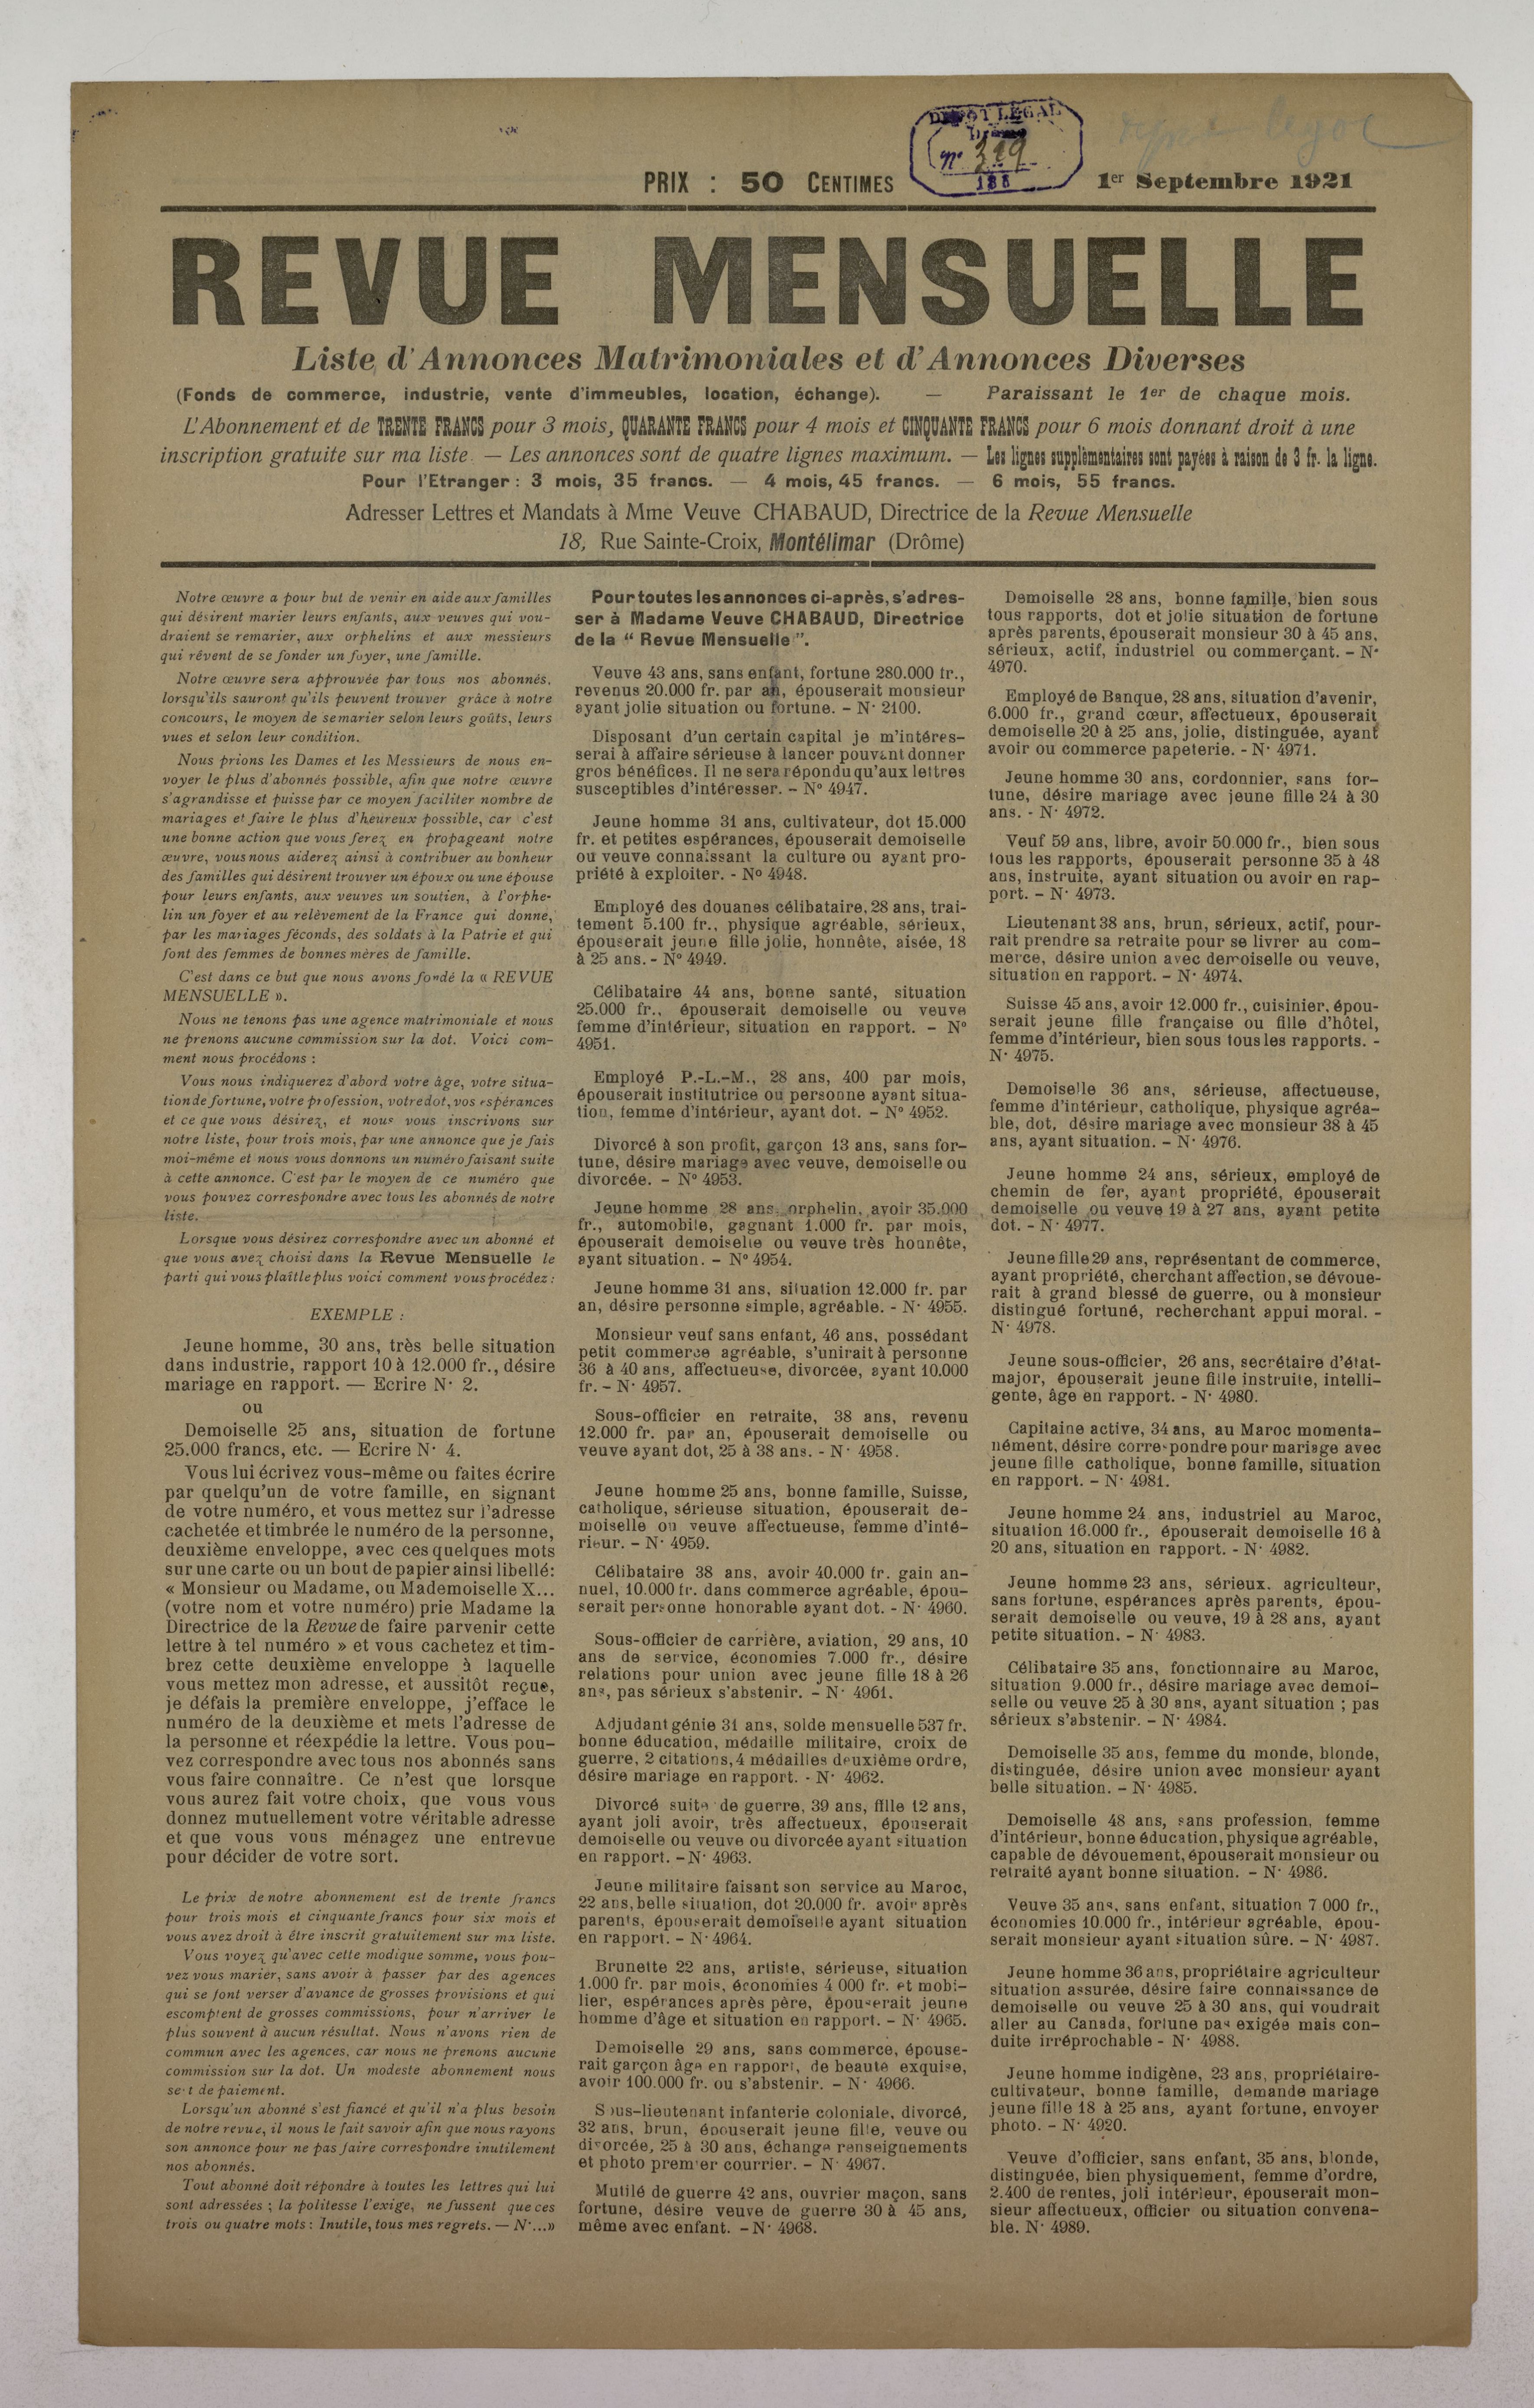 DEPOT LEGAL
Drôme
n° 319
188
PRIX : 50 CENTIMES
1er Septembre 1921
REVUE MENSUELLE
Liste d'Annonces Matrimoniales et d'Annonces Diverses
(Fonds de commerce, industrie, vente d'immeubles, location, échange). — Paraissant le 1er de chaque mois.
L'Abonnement et de TRENTE FRANCS pour 3 mois, QUARANTE FRANCS pour 4 mois et CINQUANTE FRANCS pour 6 mois donnant droit à une
inscription gratuite sur ma liste. — Les annonces sont de quatre lignes maximum. — Les lignes supplèmentaires sont payées à raison de 3 fr. la ligne.
Pour l'Etranger : 3 mois, 35 francs. — 4 mois, 45 francs. — 6 mois, 55 francs.
Adresser Lettres et Mandats à Mme Veuve CHABAUD, Directrice de la Revue Mensuelle
18, Rue Sainte-Croix, Montélimar (Drôme)
Notre œuvre a pour but de venir en aide aux familles
qui désirent marier leurs enfants, aux veuves qui vou-
draient se remarier, aux orphelins et aux messieurs
qui rêvent de se fonder un foyer, une famille.
Notre œuvre sera approuvée par tous nos abonnés,
lorsqu'ils sauront qu'ils peuvent trouver grâce à notre
concours, le moyen de semarier selon leurs goûts, leurs
vues et selon leur condition.
Nous prions les Dames et les Messieurs de nous en-
voyer le plus d'abonnés possible, afin que notre œuvre
s'agrandisse et puisse par ce moyen faciliter nombre de
mariages et faire le plus d'heureux possible, car c'est
une bonne action que vous ferez en propageant notre
œuvre, vous nous aiderez ainsi à contribuer au bonheur
des familles qui désirent trouver un époux ou une épouse
pour leurs enfants, aux veuves un soutien, à l'orphe-
lin un foyer et au relèvement de la France qui donne,
par les mariages féconds, des soldats à la Patrie et qui
font des femmes de bonnes mères de famille.
C'est dans ce but que nous avons fondé la « REVUE
MENSUELLE ».
Nous ne tenons pas une agence matrimoniale et nous
ne prenons aucune commission sur la dot. Voici com-
ment nous procédons :
Vous nous indiquerez d'abord votre âge, votre situa-
tion de fortune, votre profession, votre dot, vos espérances
et ce que vous désirez, et nous vous inscrivons sur
notre liste, pour trois mois, par une annonce que je fais
moi-même et nous vous donnons un numéro faisant suite
à cette annonce. C'est par le moyen de ce numéro que
vous pouvez correspondre avec tous les abonnés de notre
liste.
Lorsque vous désirez correspondre avec un abonné et
que vous avez choisi dans la Revue Mensuelle le
parti qui vous plaîtle plus voici comment vous procédez :
EXEMPLE :
Jeune homme, 30 ans, très belle situation
dans industrie, rapport 10 à 12.000 fr., désire
mariage en rapport. — Ecrire N· 2.
ou
Demoiselle 25 ans, situation de fortune
25.000 francs, etc. — Ecrire N· 4.
Vous lui écrivez vous-même ou faites écrire
par quelqu'un de votre famille, en signant
de votre numéro, et vous mettez sur l'adresse
cachetée et timbrée le numéro de la personne,
deuxième enveloppe, avec ces quelques mots
sur une carte ou un bout de papier ainsi libellé:
« Monsieur ou Madame, ou Mademoiselle X...
(votre nom et votre numéro) prie Madame la
Directrice de la Revue de faire parvenir cette
lettre à tel numéro » et vous cachetez et tim-
brez cette deuxième enveloppe à laquelle
vous mettez mon adresse, et aussitôt reçue,
je défais la première enveloppe, j'efface le
numéro de la deuxième et mets l'adresse de
la personne et réexpédie la lettre. Vous pou-
vez correspondre avec tous nos abonnés sans
vous faire connaître. Ce n'est que lorsque
vous aurez fait votre choix, que vous vous
donnez mutuellement votre véritable adresse
et que vous vous ménagez une entrevue
pour décider de votre sort.
Le prix de notre abonnement est de trente francs
pour trois mois et cinquante francs pour six mois et
vous avez droit à être inscrit gratuitement sur ma liste.
Vous voyez qu'avec cette modique somme, vous pou-
vez vous marier, sans avoir à passer par des agences
qui se font verser d'avance de grosses provisions et qui
escomptent de grosses commissions, pour n'arriver le
plus souvent à aucun résultat. Nous n'avons rien de
commun avec les agences, car nous ne prenons aucune
commission sur la dot. Un modeste abonnement nous
sert de paiement.
Lorsqu'un abonné s'est fiancé et qu'il n'a plus besoin
de notre revue, il nous le fait savoir afin que nous rayons
son annonce pour ne pas faire correspondre inutilement
nos abonnés.
Tout abonné doit répondre à toutes les lettres qui lui
sont adressées ; la politesse l'exige, ne fussent que ces
trois ou quatre mots : Inutile, tous mes regrets. — N·...»
Pour toutes les annonces ci-après, s'adres-
ser à Madame Veuve CHABAUD, Directrice
de la “ Revue Mensuelle ”.
Veuve 43 ans, sans enfant, fortune 280.000 fr.,
revenus 20.000 fr. par an, épouserait monsieur
ayant jolie situation ou fortune. – N· 2100.
Disposant d'un certain capital je m'intéres-
serai à affaire sérieuse à lancer pouvant donner
gros bénéfices. Il ne sera répondu qu'aux lettres
susceptibles d'intéresser. – N° 4947.
Jeune homme 31 ans, cultivateur, dot 15.000
fr. et petites espérances, épouserait demoiselle
ou veuve connaissant la culture ou ayant pro-
priété à exploiter. - N° 4948.
Employé des douanes célibataire, 28 ans, trai-
tement 5.100 fr., physique agréable, sérieux,
épouserait jeune fille jolie, honnête, aisée, 18
à 25 ans. - N° 4949.
Célibataire 44 ans, bonne santé, situation
25.000 fr., épouserait demoiselle ou veuve
femme d'intérieur, situation en rapport. – N°
4951.
Employé P.-L.-M., 28 ans, 400 par mois,
épouserait institutrice ou personne ayant situa-
tion, femme d'intérieur, ayant dot. – N° 4952.
Divorcé à son profit, garçon 13 ans, sans for-
tune, désire mariage avec veuve, demoiselle ou
divorcée. – N° 4953.
Jeune homme 28 ans, orphelin, avoir 35.000
fr., automobile, gagnant 1.000 fr. par mois,
épouserait demoiselle ou veuve très honnête,
ayant situation. – N° 4954.
Jeune homme 31 ans, situation 12.000 fr. par
an, désire personne simple, agréable. - N· 4955.
Monsieur veuf sans enfant, 46 ans, possédant
petit commerce agréable, s'unirait à personne
36 à 40 ans, affectueuse, divorcée, ayant 10.000
fr. – N· 4957.
Sous-officier en retraite, 38 ans, revenu
12.000 fr. par an, épouserait demoiselle ou
veuve ayant dot, 25 à 38 ans. - N· 4958.
Jeune homme 25 ans, bonne famille, Suisse,
catholique, sérieuse situation, épouserait de-
moiselle ou veuve affectueuse, femme d'inté-
rieur. – N· 4959.
Célibataire 38 ans, avoir 40.000 fr. gain an-
nuel, 10.000 fr. dans commerce agréable, épou-
serait personne honorable ayant dot. - N· 4960.
Sous-officier de carrière, aviation, 29 ans, 10
ans de service, économies 7.000 fr., désire
relations pour union avec jeune fille 18 à 26
ans, pas sérieux s'abstenir. – N· 4961.
Adjudant génie 31 ans, solde mensuelle 537 fr.
bonne éducation, médaille militaire, croix de
guerre, 2 citations, 4 médailles deuxième ordre,
désire mariage en rapport. - N· 4962.
Divorcé suite de guerre, 39 ans, fille 12 ans,
ayant joli avoir, très affectueux, épouserait
demoiselle ou veuve ou divorcée ayant situation
en rapport. – N· 4963.
Jeune militaire faisant son service au Maroc,
22 ans, belle situation, dot 20.000 fr. avoir après
parents, épouserait demoiselle ayant situation
en rapport. – N· 4964.
Brunette 22 ans, artiste, sérieuse, situation
1.000 fr. par mois, économies 4 000 fr. et mobi-
lier, espérances après père, épouserait jeune
homme d'âge et situation en rapport. – N· 4965.
Demoiselle 29 ans, sans commerce, épouse-
rait garçon âge en rapport, de beauté exquise,
avoir 100.000 fr. ou s'abstenir. – N· 4966.
Sous-lieutenant infanterie coloniale, divorcé,
32 ans, brun, épouserait jeune fille, veuve ou
divorcée, 25 à 30 ans, échange renseignements
et photo premier courrier. – N· 4967.
Mutilé de guerre 42 ans, ouvrier maçon, sans
fortune, désire veuve de guerre 30 à 45 ans,
même avec enfant. – N· 4968.
Demoiselle 28 ans, bonne famille, bien sous
tous rapports, dot et jolie situation de fortune
après parents, épouserait monsieur 30 à 45 ans,
sérieux, actif, industriel ou commerçant. – N·
4970.
Employé de Banque, 28 ans, situation d'avenir,
6.000 fr., grand cœur, affectueux, épouserait
demoiselle 20 à 25 ans, jolie, distinguée, ayant
avoir ou commerce papeterie. - N· 4971.
Jeune homme 30 ans, cordonnier, sans for-
tune, désire mariage avec jeune fille 24 à 30
ans. - N· 4972.
Veuf 59 ans, libre, avoir 50.000 fr., bien sous
tous les rapports, épouserait personne 35 à 48
ans, instruite, ayant situation ou avoir en rap-
port. – N· 4973.
Lieutenant 38 ans, brun, sérieux, actif, pour-
rait prendre sa retraite pour se livrer au com-
merce, désire union avec demoiselle ou veuve,
situation en rapport. – N· 4974.
Suisse 45 ans, avoir 12.000 fr., cuisinier, épou-
serait jeune fille française ou fille d'hôtel,
femme d'intérieur, bien sous tous les rapports. -
N· 4975.
Demoiselle 36 ans, sérieuse, affectueuse,
femme d'intérieur, catholique, physique agréa-
ble, dot, désire mariage avec monsieur 38 à 45
ans, ayant situation. – N· 4976.
Jeune homme 24 ans, sérieux, employé de
chemin de fer, ayant propriété, épouserait
demoiselle ou veuve 19 à 27 ans, ayant petite
dot. – N· 4977.
Jeune fille 29 ans, représentant de commerce,
ayant propriété, cherchant affection, se dévoue-
rait à grand blessé de guerre, ou à monsieur
distingué fortuné, recherchant appui moral. -
N· 4978.
Jeune sous-officier, 26 ans, secrétaire d'état-
major, épouserait jeune fille instruite, intelli-
gente, âge en rapport. - N· 4980.
Capitaine active, 34 ans, au Maroc momenta-
nément, désire correspondre pour mariage avec
jeune fille catholique, bonne famille, situation
en rapport. – N· 4981.
Jeune homme 24 ans, industriel au Maroc,
situation 16.000 fr., épouserait demoiselle 16 à
20 ans, situation en rapport. - N· 4982.
Jeune homme 23 ans, sérieux. agriculteur,
sans fortune, espérances après parents, épou-
serait demoiselle ou veuve, 19 à 28 ans, ayant
petite situation. – N· 4983.
Célibataire 35 ans, fonctionnaire au Maroc,
situation 9.000 fr., désire mariage avec demoi-
selle ou veuve 25 à 30 ans, ayant situation ; pas
sérieux s'abstenir. – N· 4984.
Demoiselle 35 ans, femme du monde, blonde,
distinguée, désire union avec monsieur ayant
belle situation. – N· 4985.
Demoiselle 48 ans, sans profession, femme
d'intérieur, bonne éducation, physique agréable,
capable de dévouement, épouserait monsieur ou
retraité ayant bonne situation. – N· 4986.
Veuve 35 ans, sans enfant, situation 7 000 fr.,
économies 10.000 fr., intérieur agréable, épou-
serait monsieur ayant situation sûre. – N· 4987.
Jeune homme 36 ans, propriétaire agriculteur
situation assurée, désire faire connaissance de
demoiselle ou veuve 25 à 30 ans, qui voudrait
aller au Canada, fortune pas exigée mais con-
duite irréprochable - N· 4988.
Jeune homme indigène, 23 ans, propriétaire-
cultivateur, bonne famille, demande mariage
jeune fille 18 à 25 ans, ayant fortune, envoyer
photo. – N· 4920.
Veuve d'officier, sans enfant, 35 ans, blonde,
distinguée, bien physiquement, femme d'ordre,
2.400 de rentes, joli intérieur, épouserait mon-
sieur affectueux, officier ou situation convena-
ble. N· 4989.